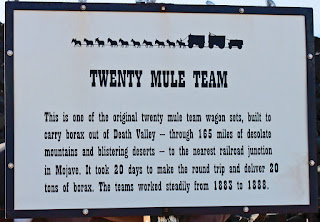 TWENTY MULE TEAM
This is one of the original twenty mule team wagon sets, built to
carry borax out of Death Valley – through 165 miles of desolate
mountains and blistering deserts – to the nearest railroad junction
in Mojave. It took 20 days to make the round trip and deliver 20
tons of borax. The teams worked steadily from 1883 to 1888.